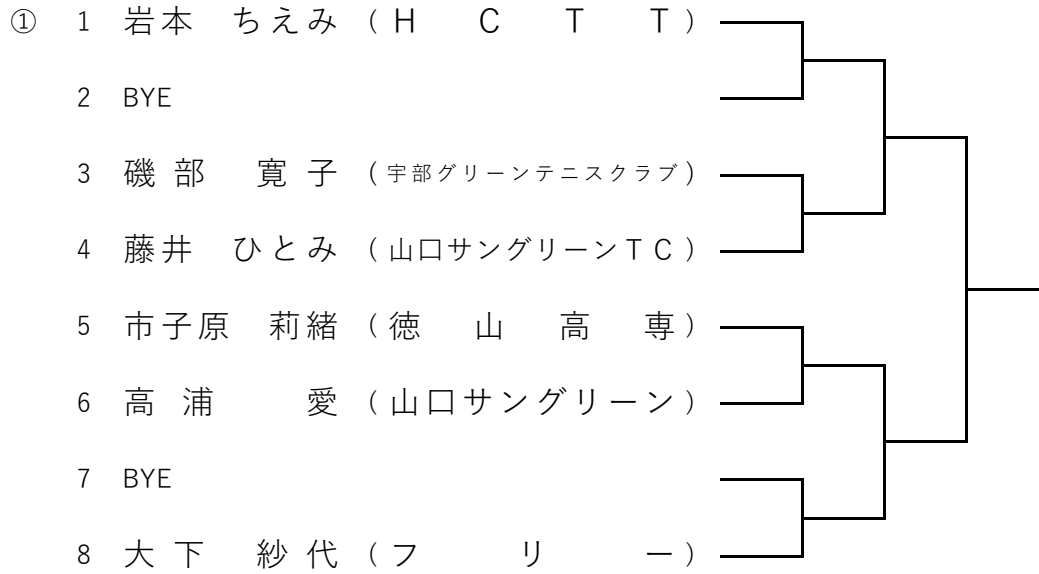 ① 1 岩本 ちえみ (HCTT)
2 BYE
3 磯部 寛子 (宇部グリーンテニスクラブ)
4 藤井 ひとみ (山口サングリーンTC)
5 市子原 莉緒 (徳山高専)
6 高浦 愛 (山口サングリーン)
7 BYE
8 大下 紗代 (フリー)